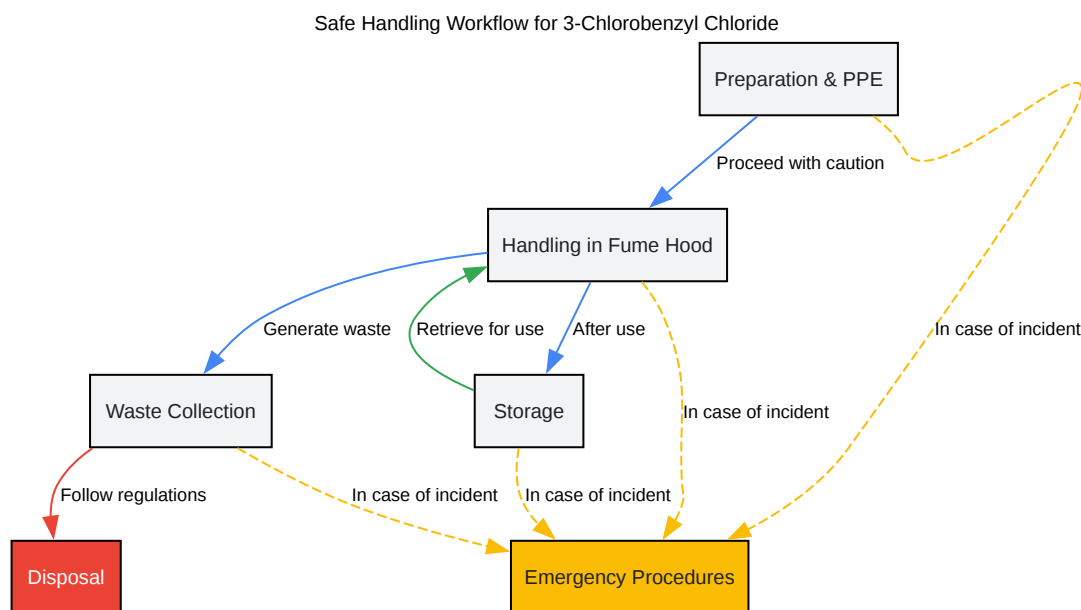 Safe Handling Workflow for 3-Chlorobenzyl Chloride
Preparation & PPE
Proceed with caution
Handling in Fume Hood
Generate waste
Retrieve for use
After use
In case of incident
Waste Collection
Storage
In case of incident
Follow regulations
In case of incident
In case of incident
Disposal
Emergency Procedures